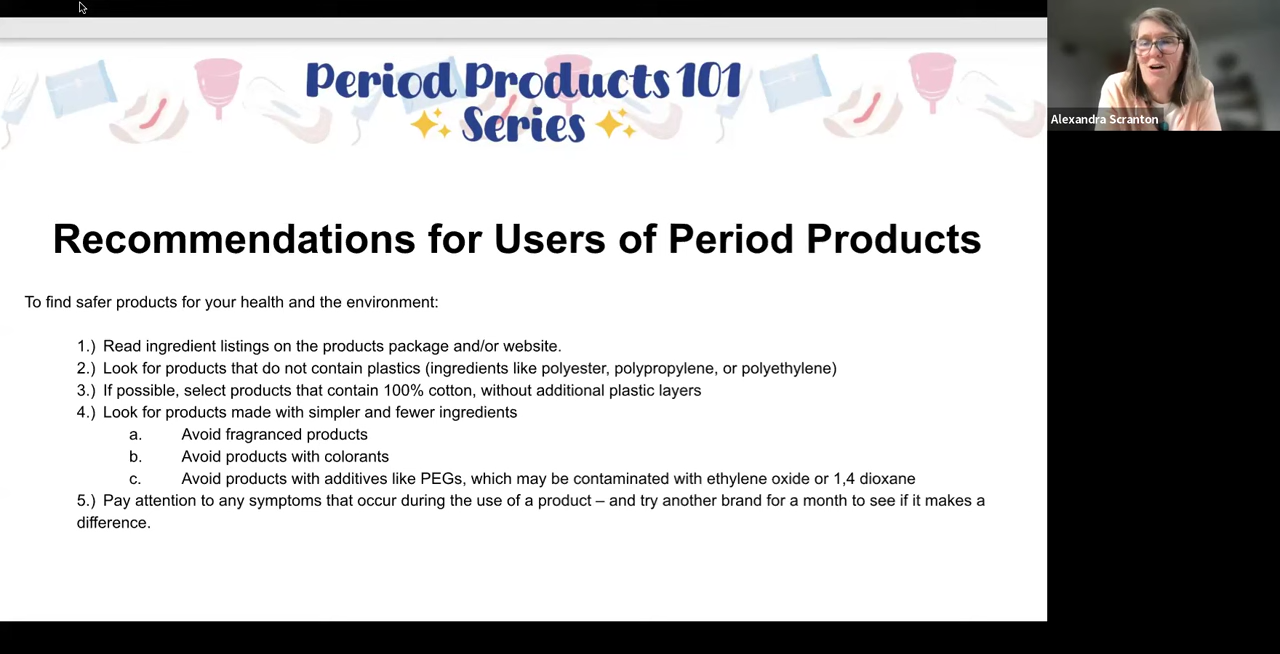 Period Products 101
Series
Alexandra Scranton
Recommendations for Users of Period Products
To find safer products for your health and the environment:
1.) Read ingredient listings on the products package and/or website.
2.) Look for products that do not contain plastics (ingredients like polyester, polypropylene, or polyethylene)
3.) If possible, select products that contain 100% cotton, without additional plastic layers
4.) Look for products made with simpler and fewer ingredients
a. Avoid fragranced products
b. Avoid products with colorants
c. Avoid products with additives like PEGs, which may be contaminated with ethylene oxide or 1,4 dioxane
5.) Pay attention to any symptoms that occur during the use of a product – and try another brand for a month to see if it makes a
difference.